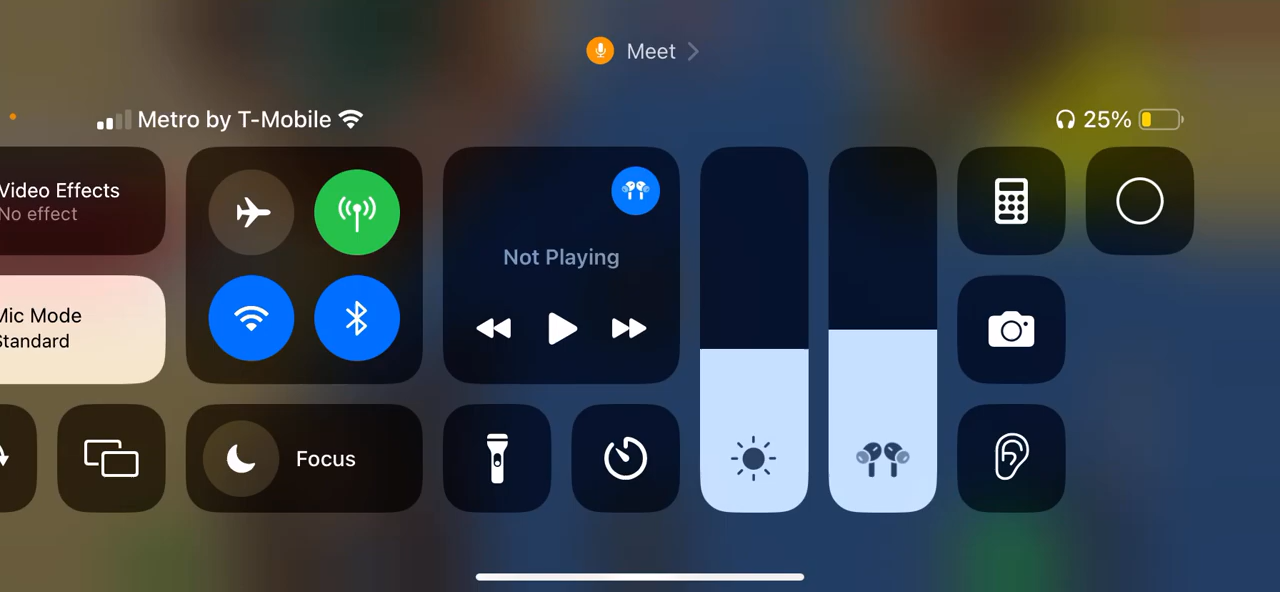 Meet
Metro by T-Mobile
25%
Video Effects
No effect
Mic Mode
Standard
Not Playing
Focus